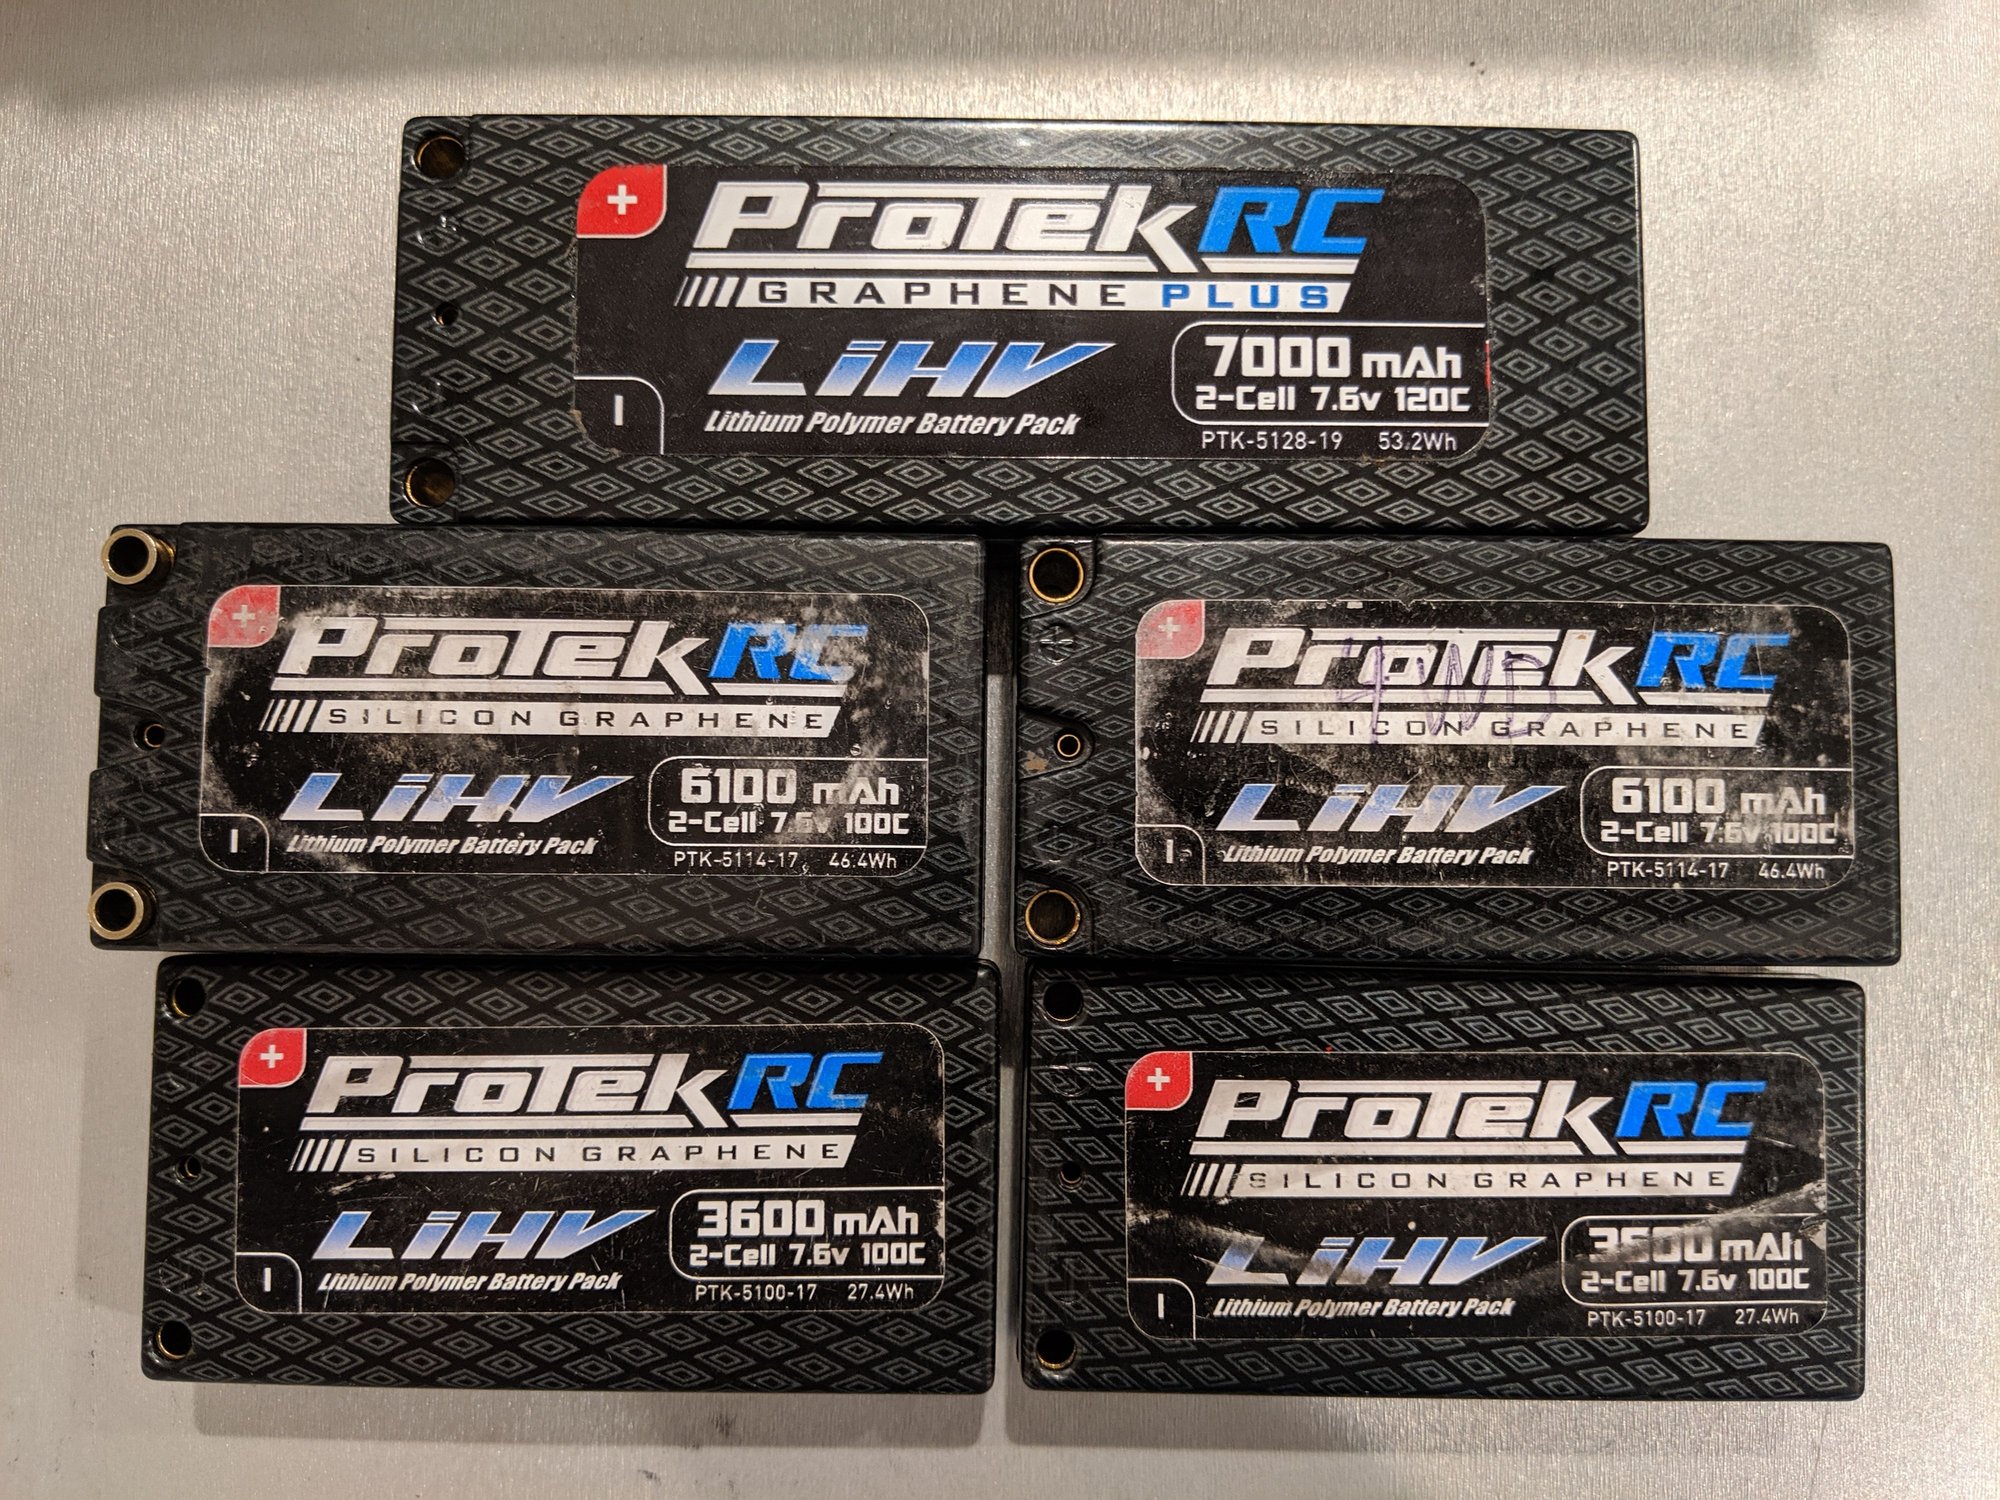 +
ProTek RC
GRAPHENE PLUS
LiHV
7000 mAh
2-Cell 7.6v 120C
-
Lithium Polymer Battery Pack
PTK-5128-19 53.2Wh
+
ProTek RC
SILICON GRAPHENE
LiHV
6100 mAh
2-Cell 7.6v 100C
-
Lithium Polymer Battery Pack
PTK-5114-17 46.4Wh
+
ProTek RC
4WD
SILICON GRAPHENE
LiHV
6100 mAh
2-Cell 7.6v 100C
-
Lithium Polymer Battery Pack
PTK-5114-17 46.4Wh
+
ProTek RC
SILICON GRAPHENE
LiHV
3600 mAh
2-Cell 7.6v 100C
-
Lithium Polymer Battery Pack
PTK-5100-17 27.4Wh
+
ProTek RC
SILICON GRAPHENE
LiHV
3600 mAh
2-Cell 7.6v 100C
-
Lithium Polymer Battery Pack
PTK-5100-17 27.4Wh